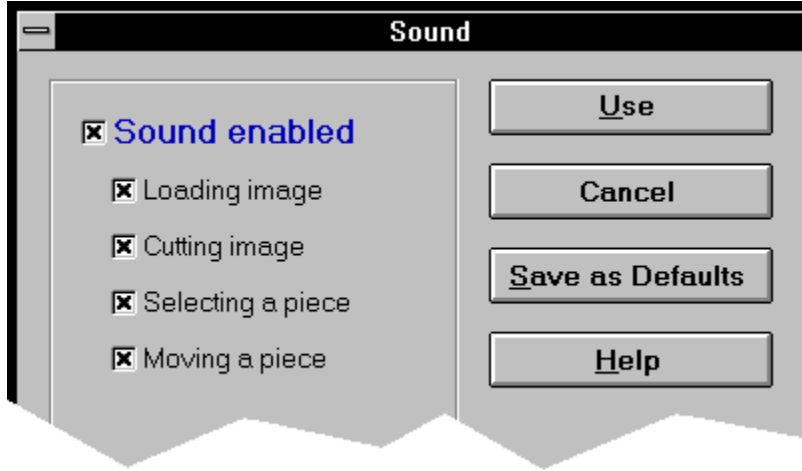 Sound
Sound enabled
Loading image
Cutting image
Selecting a piece
Moving a piece
Use
Cancel
Save as Defaults
Help